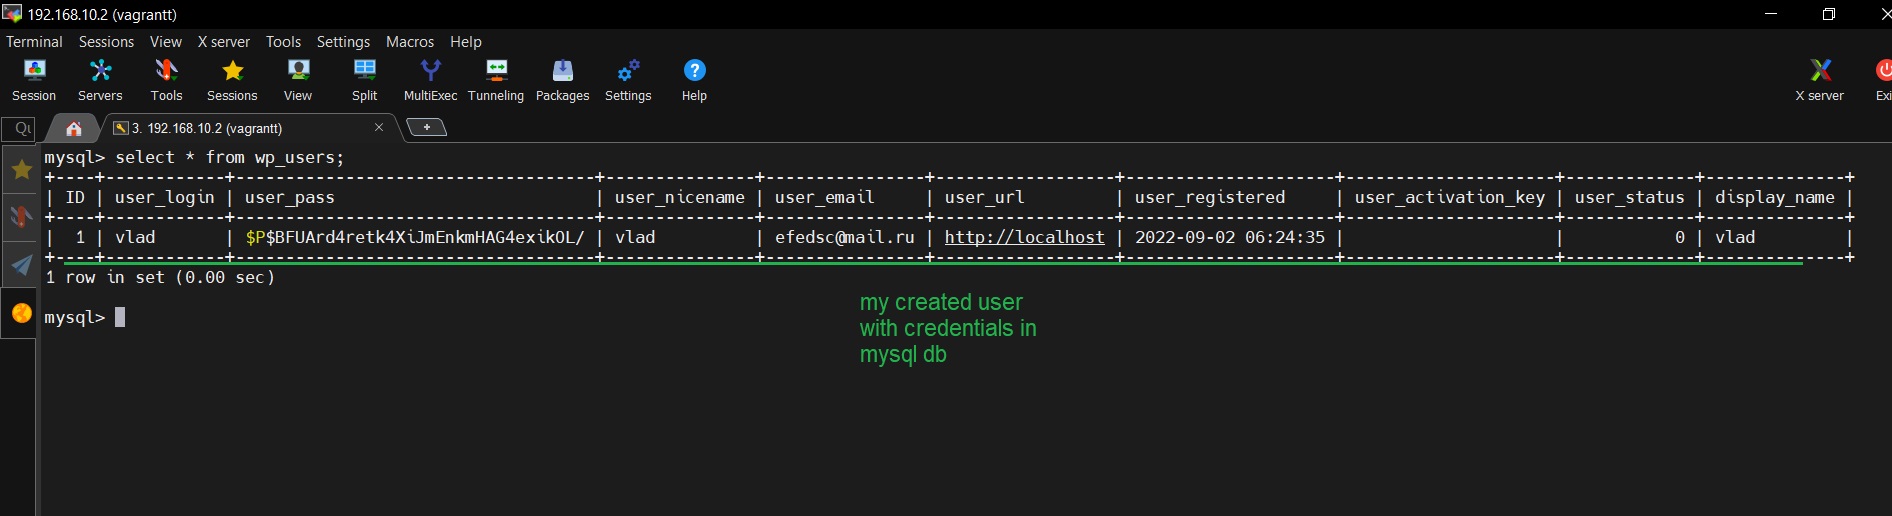 192.168.10.2 (vagrantt)
Terminal Sessions View X server Tools Settings Macros Help
Session Servers Tools Sessions View Split MultiExec Tunneling Packages Settings Help X server Exi
3. 192.168.10.2 (vagrantt)
mysql> select * from wp_users;
+----+------------+------------------------------------+---------------+----------------+------------------+---------------------+---------------------+-------------+--------------+
| ID | user_login | user_pass                          | user_nicename | user_email     | user_url         | user_registered     | user_activation_key | user_status | display_name |
+----+------------+------------------------------------+---------------+----------------+------------------+---------------------+---------------------+-------------+--------------+
|  1 | vlad       | $P$BFUArd4retk4XiJmEnkmHAG4exikOL/ | vlad          | efedsc@mail.ru | http://localhost | 2022-09-02 06:24:35 |                     |           0 | vlad         |
+----+------------+------------------------------------+---------------+----------------+------------------+---------------------+---------------------+-------------+--------------+
1 row in set (0.00 sec)
mysql>
my created user
with credentials in
mysql db